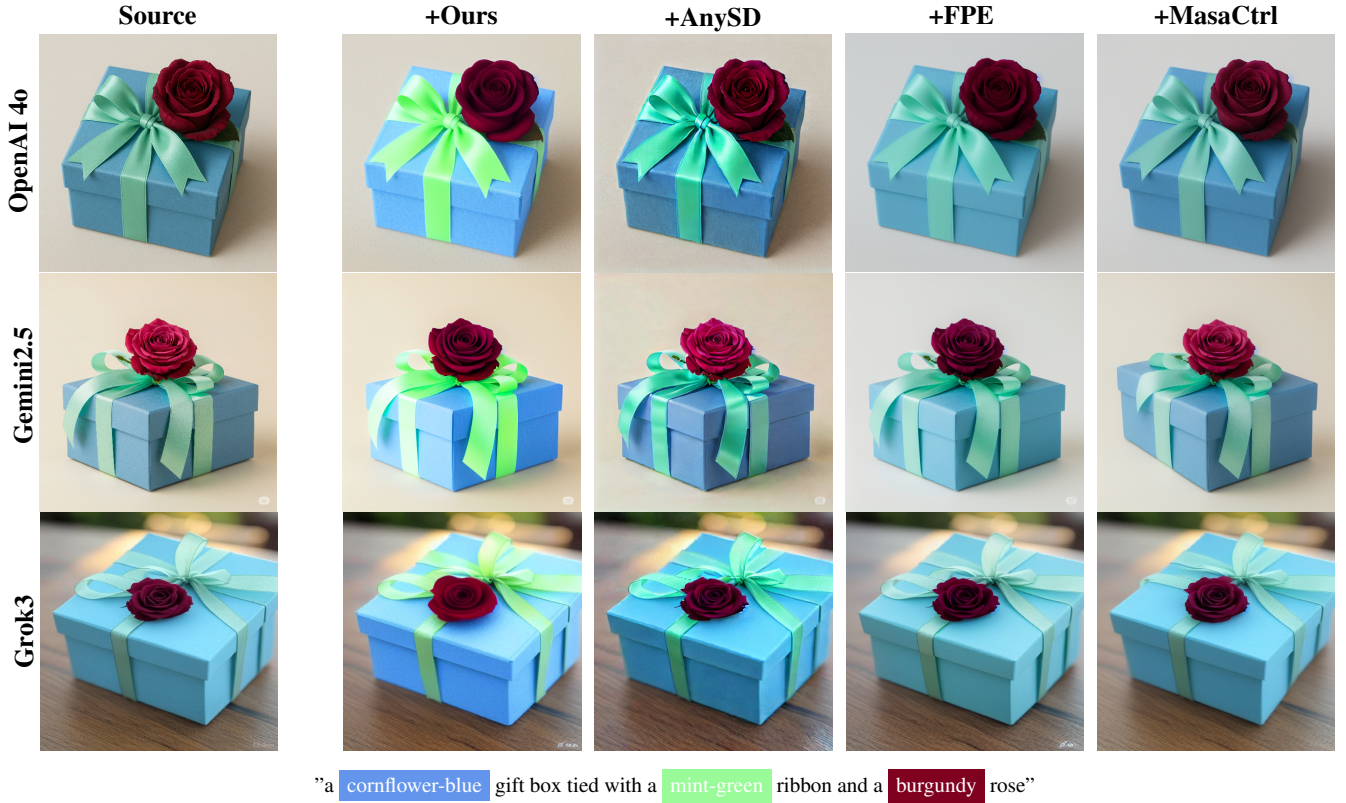 Source +Ours +AnySD +FPE +MasaCtrl
OpenAI 4o
Gemini2.5
Grok3
"a cornflower-blue gift box tied with a mint-green ribbon and a burgundy rose"